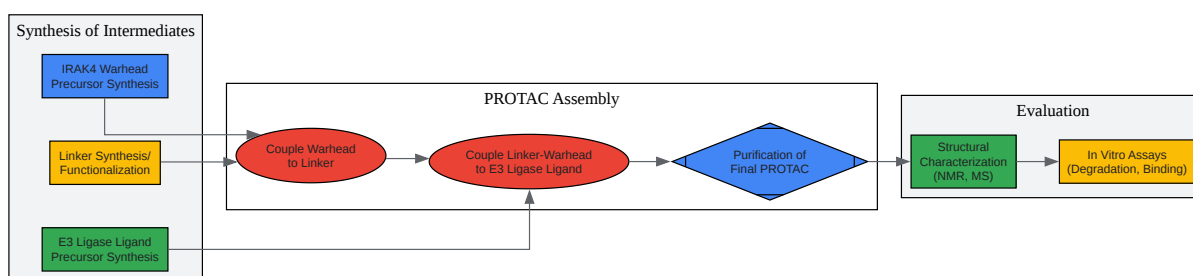 Synthesis of Intermediates
IRAK4 Warhead
Precursor Synthesis
Linker Synthesis/
Functionalization
E3 Ligase Ligand
Precursor Synthesis
PROTAC Assembly
Couple Warhead
to Linker
Couple Linker-Warhead
to E3 Ligase Ligand
Purification of
Final PROTAC
Evaluation
Structural
Characterization
(NMR, MS)
In Vitro Assays
(Degradation, Binding)